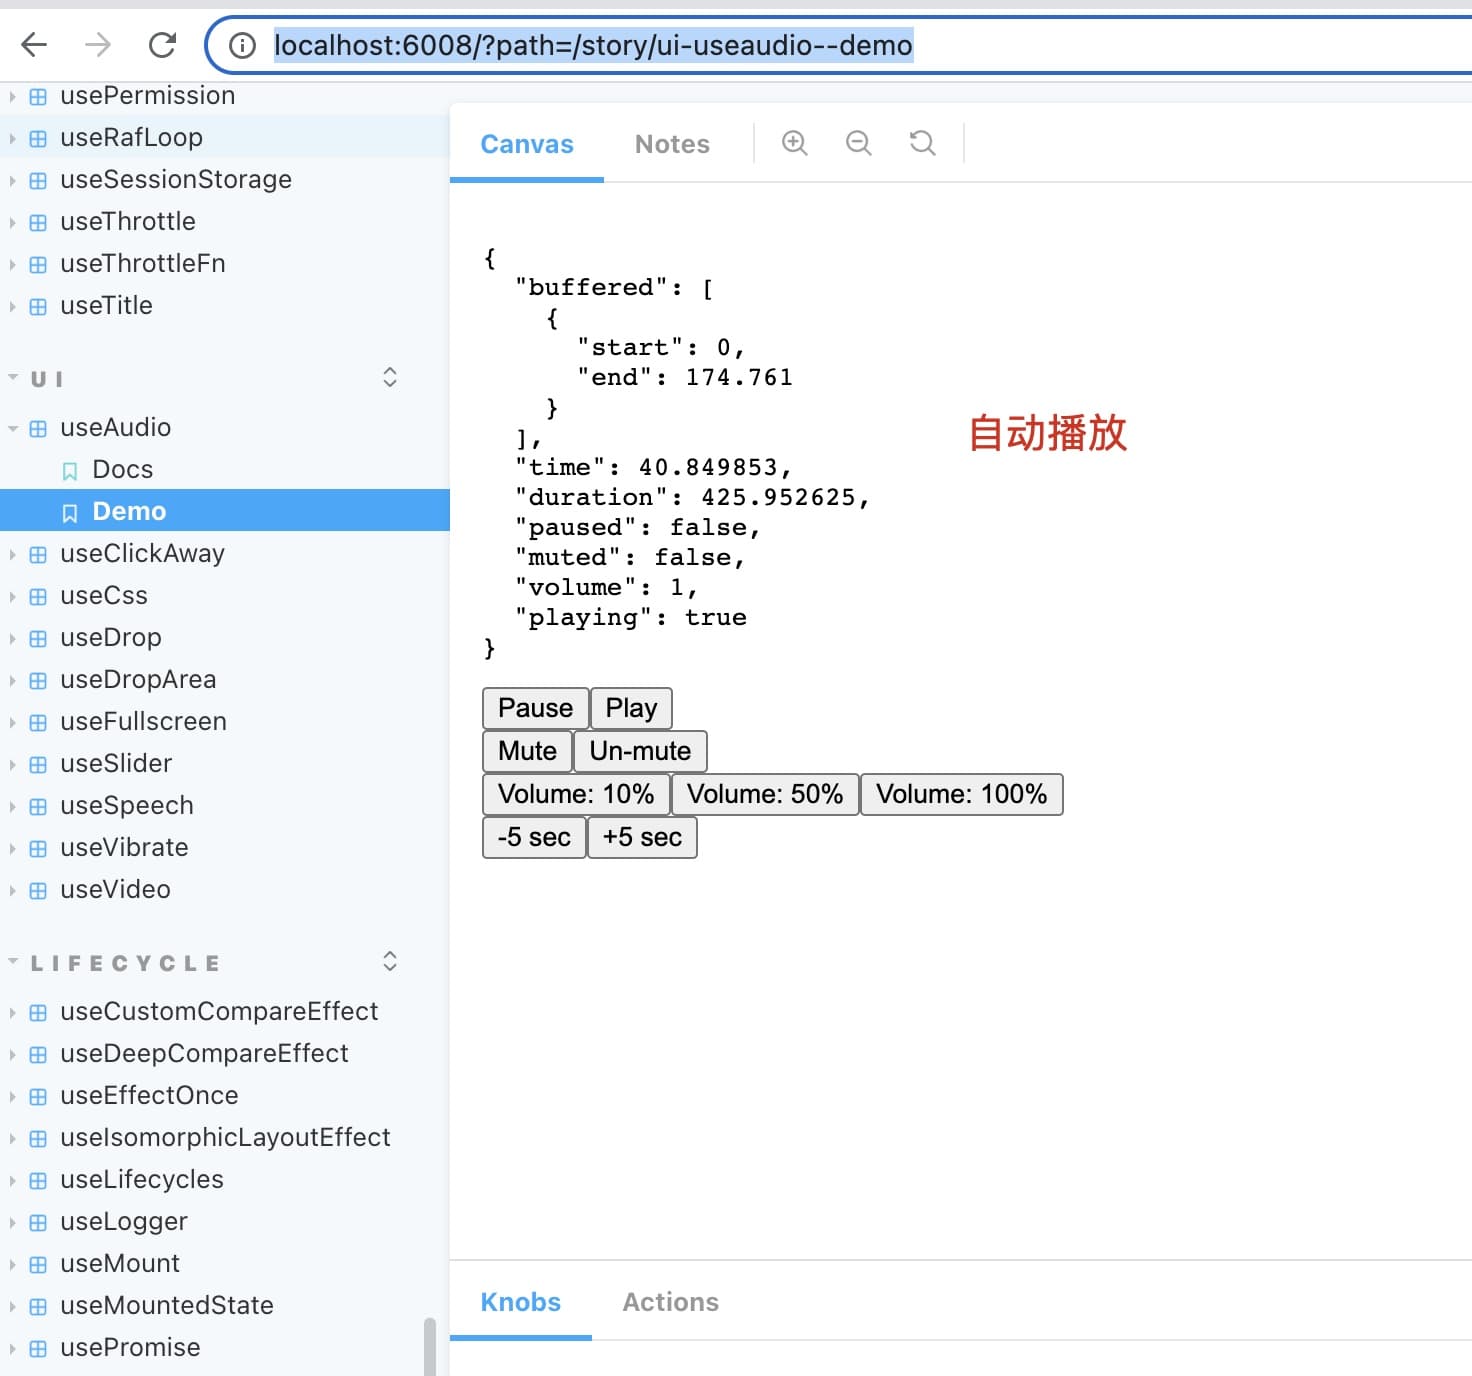 localhost:6008/?path=/story/ui-useaudio--demo
usePermission
useRafLoop
useSessionStorage
useThrottle
useThrottleFn
useTitle
UI
useAudio
Docs
Demo
useClickAway
useCss
useDrop
useDropArea
useFullscreen
useSlider
useSpeech
useVibrate
useVideo
LIFECYCLE
useCustomCompareEffect
useDeepCompareEffect
useEffectOnce
useIsomorphicLayoutEffect
useLifecycles
useLogger
useMount
useMountedState
usePromise
Canvas Notes
{
"buffered": [
{
"start": 0,
"end": 174.761
}
],
"time": 40.849853,
"duration": 425.952625,
"paused": false,
"muted": false,
"volume": 1,
"playing": true
}
自动播放
Pause Play
Mute Un-mute
Volume: 10% Volume: 50% Volume: 100%
-5 sec +5 sec
Knobs Actions